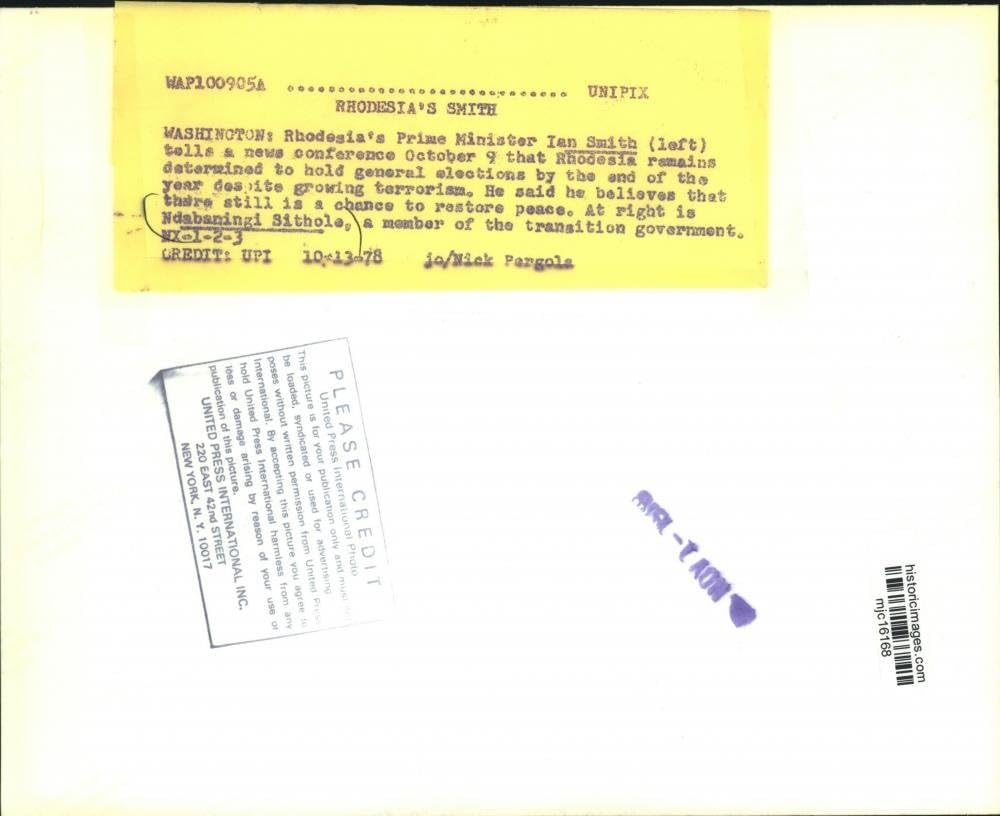 WAP100905A .............................. UNIPIX
RHODESIA'S SMITH
WASHINGTON: Rhodesia's Prime Minister Ian Smith (left)
tells a news conference October 9 that Rhodesia remains
determined to hold general elections by the end of the
year despite growing terrorism. He said he believes that
there still is a chance to restore peace. At right is
Ndabaningi Sithole, a member of the transition government.
NX-1-2-3
CREDIT: UPI 10-13-78 jo/Nick Pergola
PLEASE CREDIT
United Press International Photo
This picture is for your publication only and must not
be loaned, syndicated or used for advertising
poses without written permission from United Press
International. By accepting this picture you agree to
hold United Press International harmless from any
loss or damage arising by reason of your use or
publication of this picture.
UNITED PRESS INTERNATIONAL INC.
220 EAST 42nd STREET
NEW YORK, N. Y. 10017
NOV 1 -
historicimages.com
mjc16168